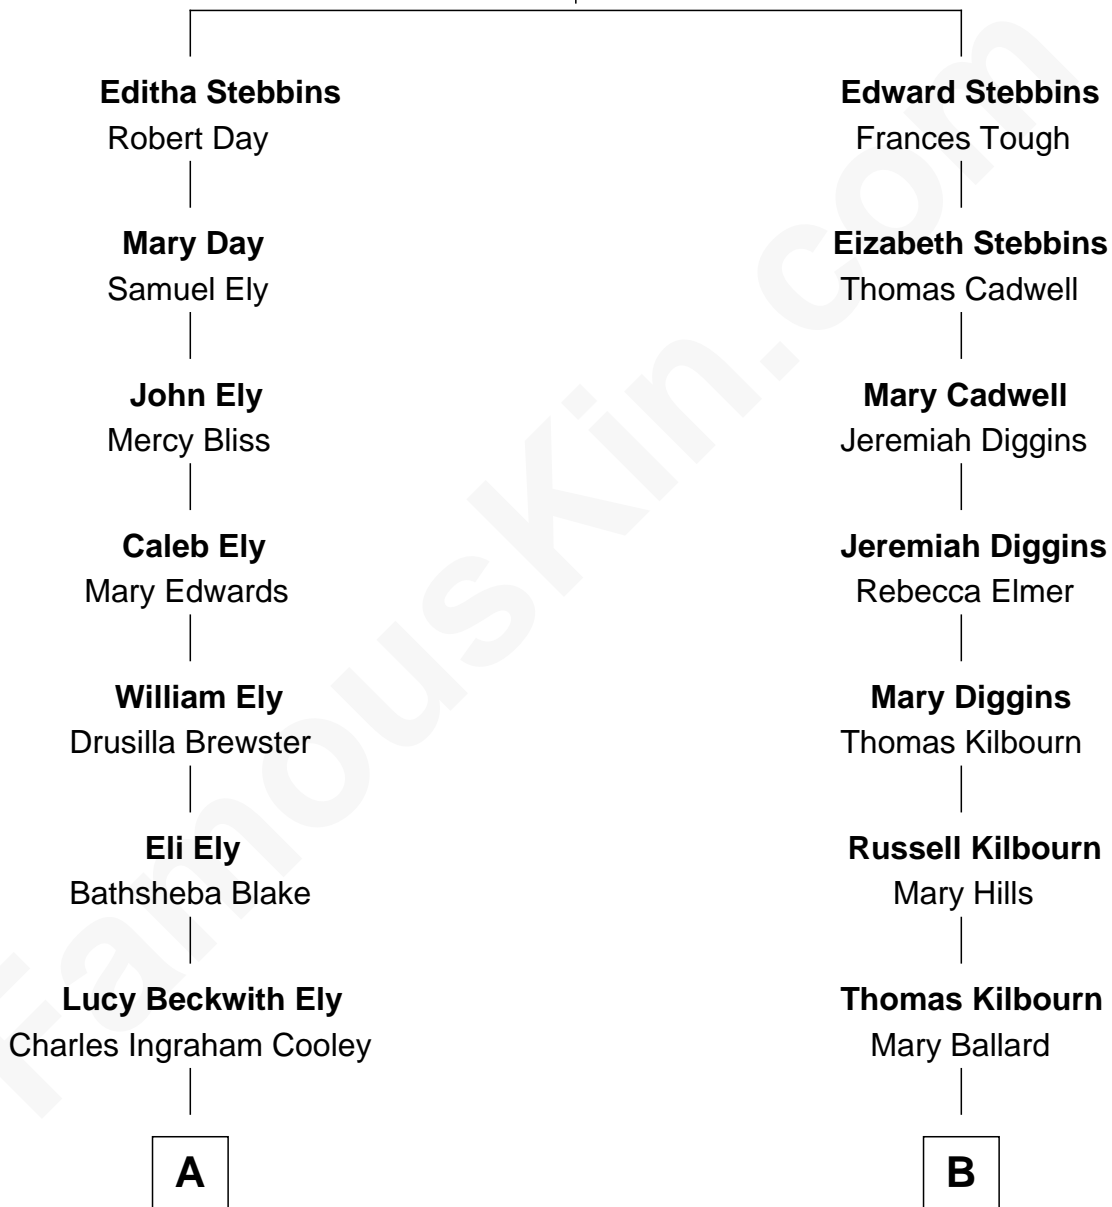 Editha Stebbins
Robert Day
Mary Day
Samuel Ely
John Ely
Mercy Bliss
Caleb Ely
Mary Edwards
William Ely
Drusilla Brewster
Eli Ely
Bathsheba Blake
Lucy Beckwith Ely
Charles Ingraham Cooley
A
Edward Stebbins
Frances Tough
Eizabeth Stebbins
Thomas Cadwell
Mary Cadwell
Jeremiah Diggins
Jeremiah Diggins
Rebecca Elmer
Mary Diggins
Thomas Kilbourn
Russell Kilbourn
Mary Hills
Thomas Kilbourn
Mary Ballard
B
FamousKin.com